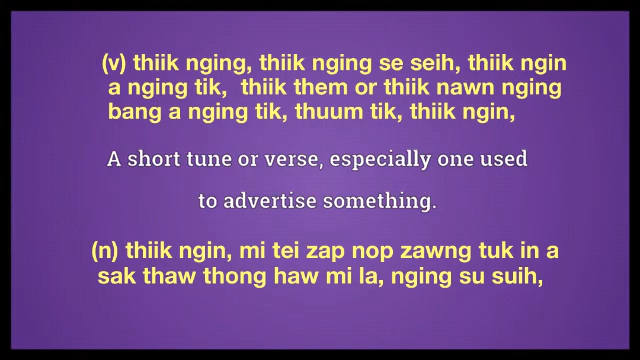 (v) thiik nging, thiik nging se seih, thiik ngin
a nging tik, thiik them or thiik nawn nging
bang a nging tik, thuum tik, thiik ngin,
A short tune or verse, especially one used
to advertise something.
(n) thiik ngin, mi tei zap nop zawng tuk in a
sak thaw thong haw mi la, nging su suih,